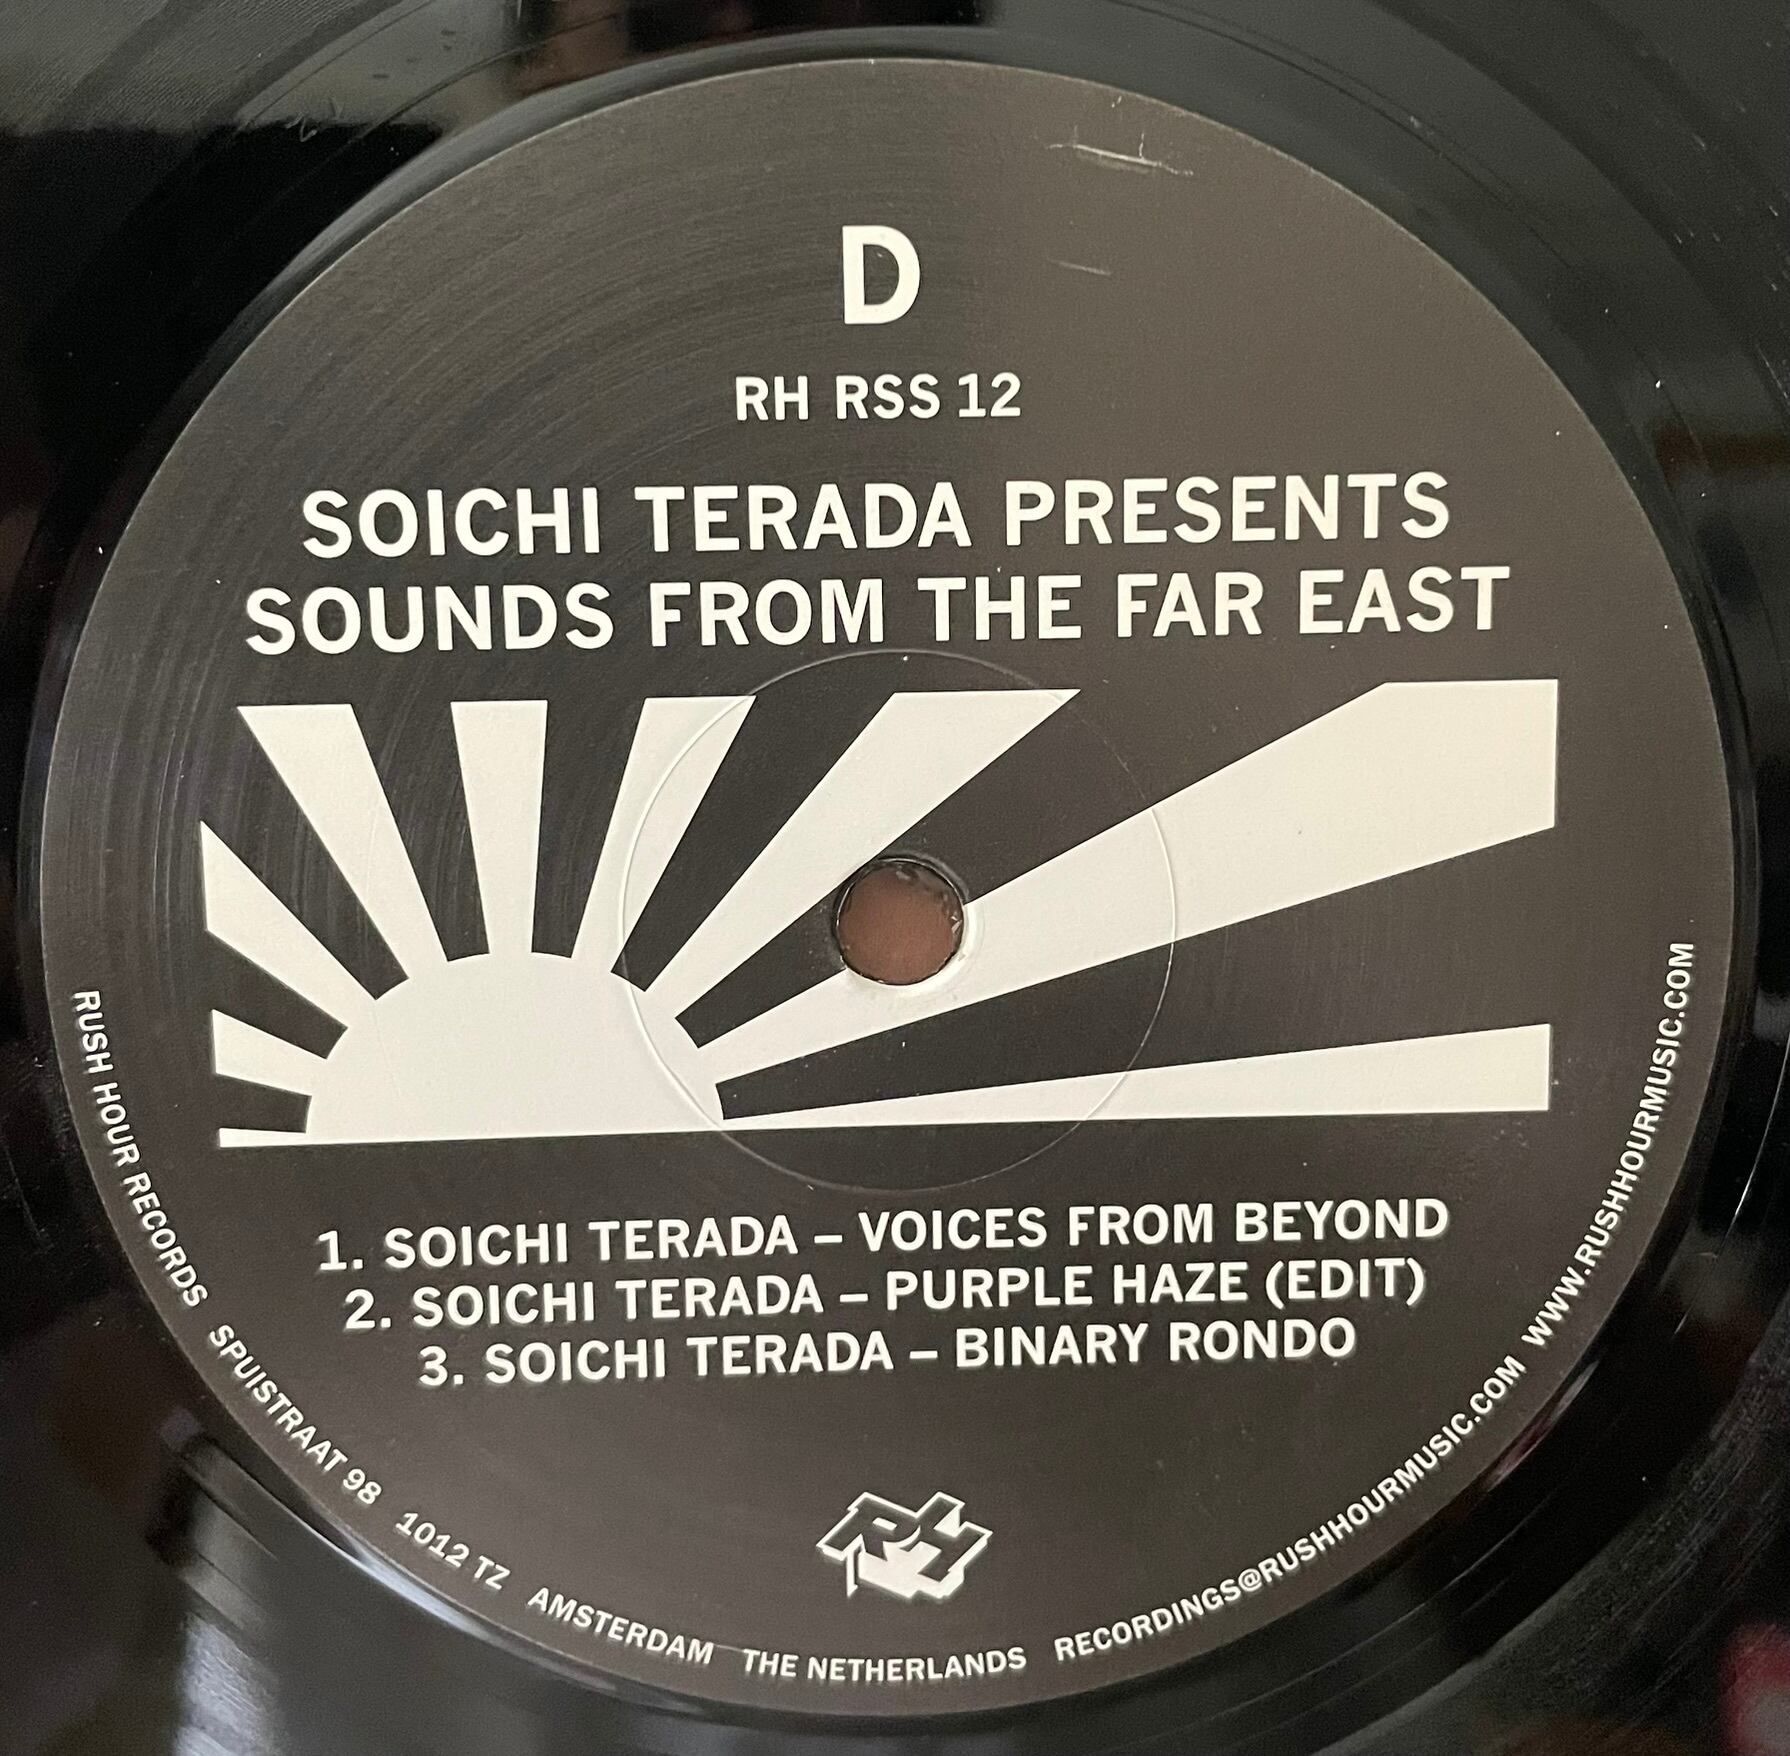 D
RH RSS 12
SOICHI TERADA PRESENTS
SOUNDS FROM THE FAR EAST
1. SOICHI TERADA – VOICES FROM BEYOND
2. SOICHI TERADA – PURPLE HAZE (EDIT)
3. SOICHI TERADA – BINARY RONDO
RH
RUSH HOUR RECORDS SPUISTRAAT 98 1012 TZ AMSTERDAM THE NETHERLANDS RECORDINGS@RUSHHOURMUSIC.COM WWW.RUSHHOURMUSIC.COM